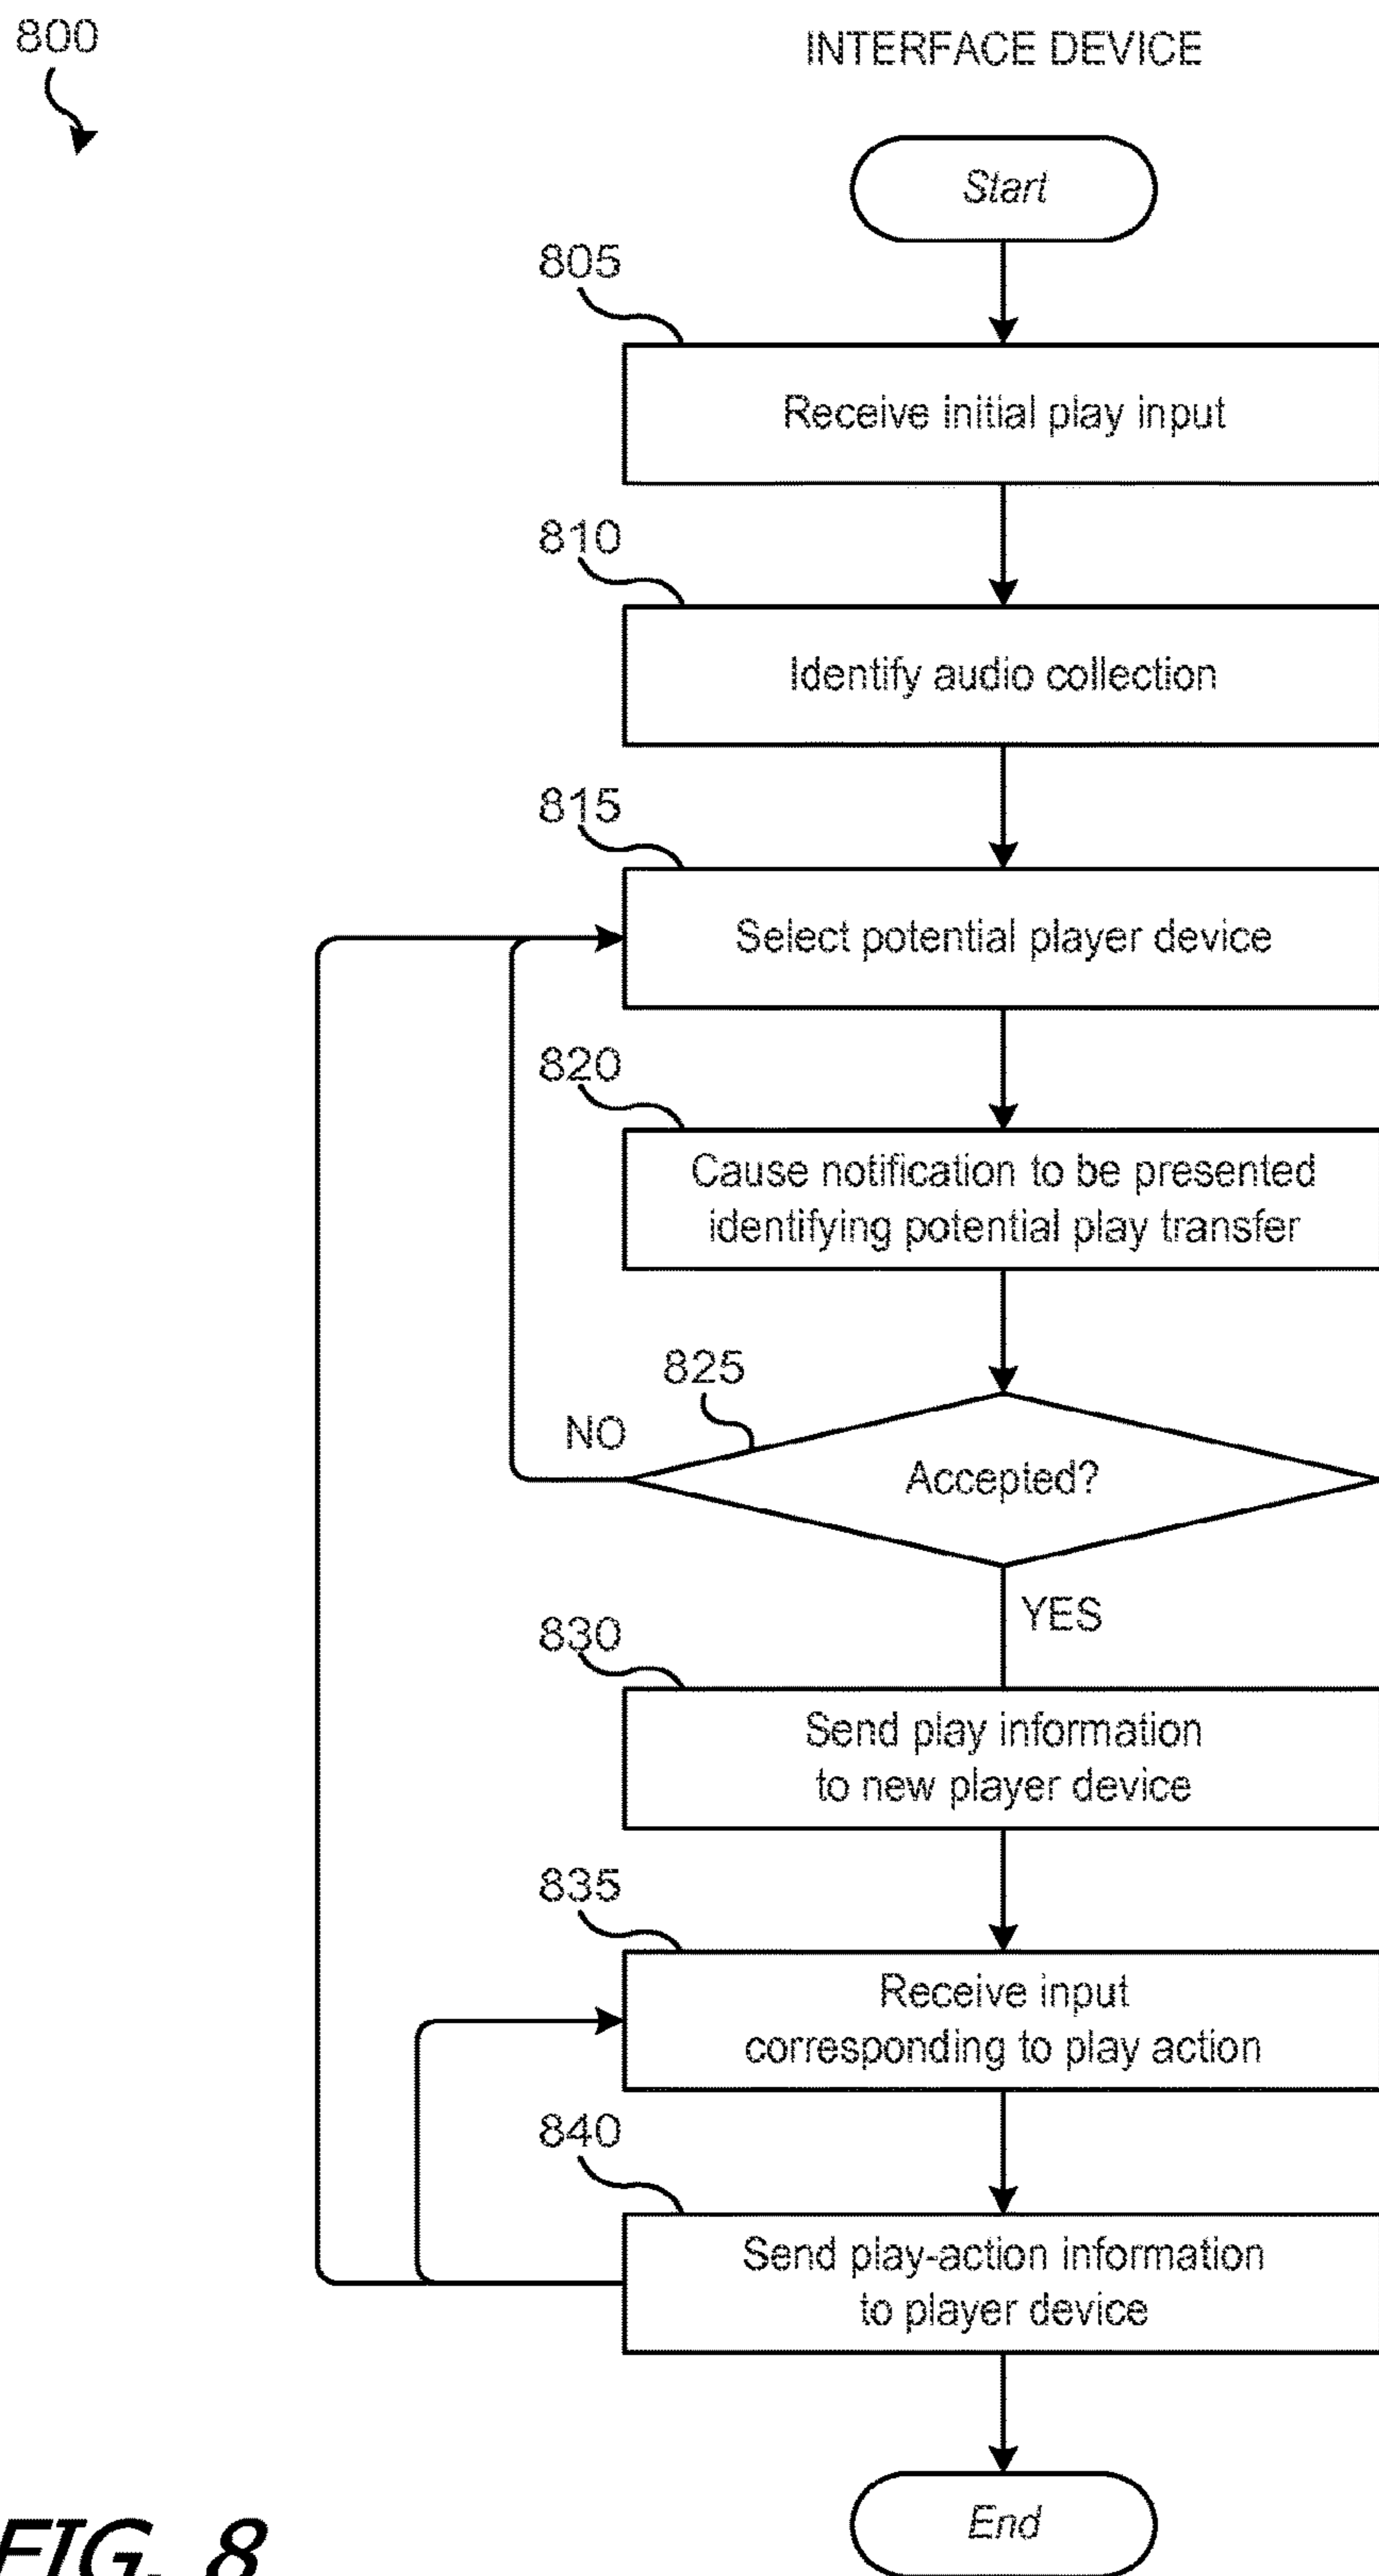 800
INTERFACE DEVICE
Start
805
Receive initial play input
810
Identify audio collection
815
Select potential player device
820
Cause notification to be presented
identifying potential play transfer
825
NO
Accepted?
YES
830
Send play information
to new player device
835
Receive input
corresponding to play action
840
Send play-action information
to player device
End
FIG. 8